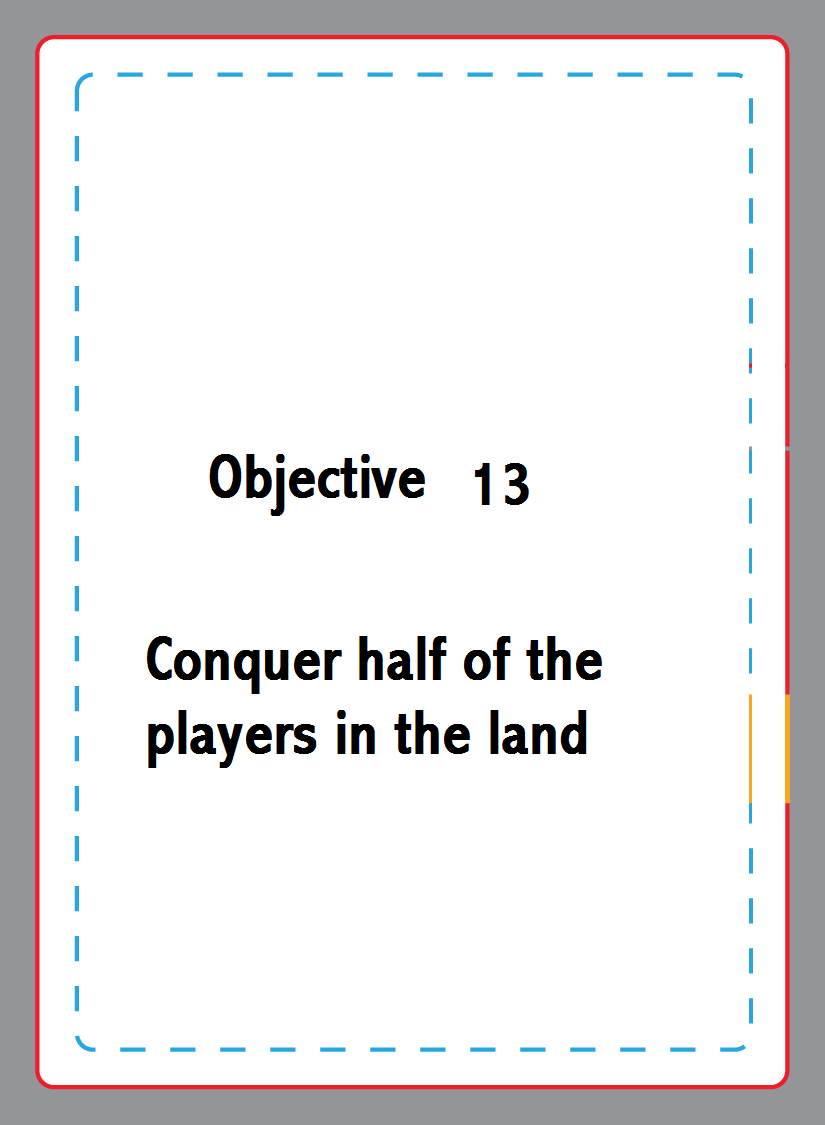 Objective 13
Conquer half of the
players in the land